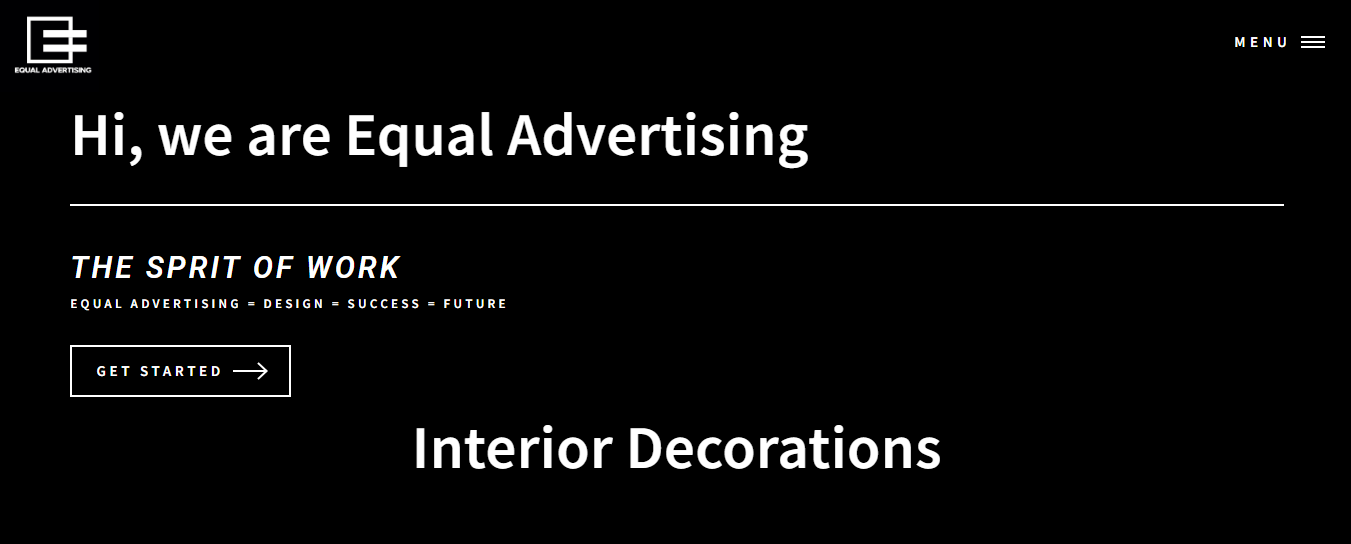 EQUAL ADVERTISING
MENU
Hi, we are Equal Advertising
THE SPRIT OF WORK
EQUAL ADVERTISING = DESIGN = SUCCESS = FUTURE
GET STARTED
Interior Decorations